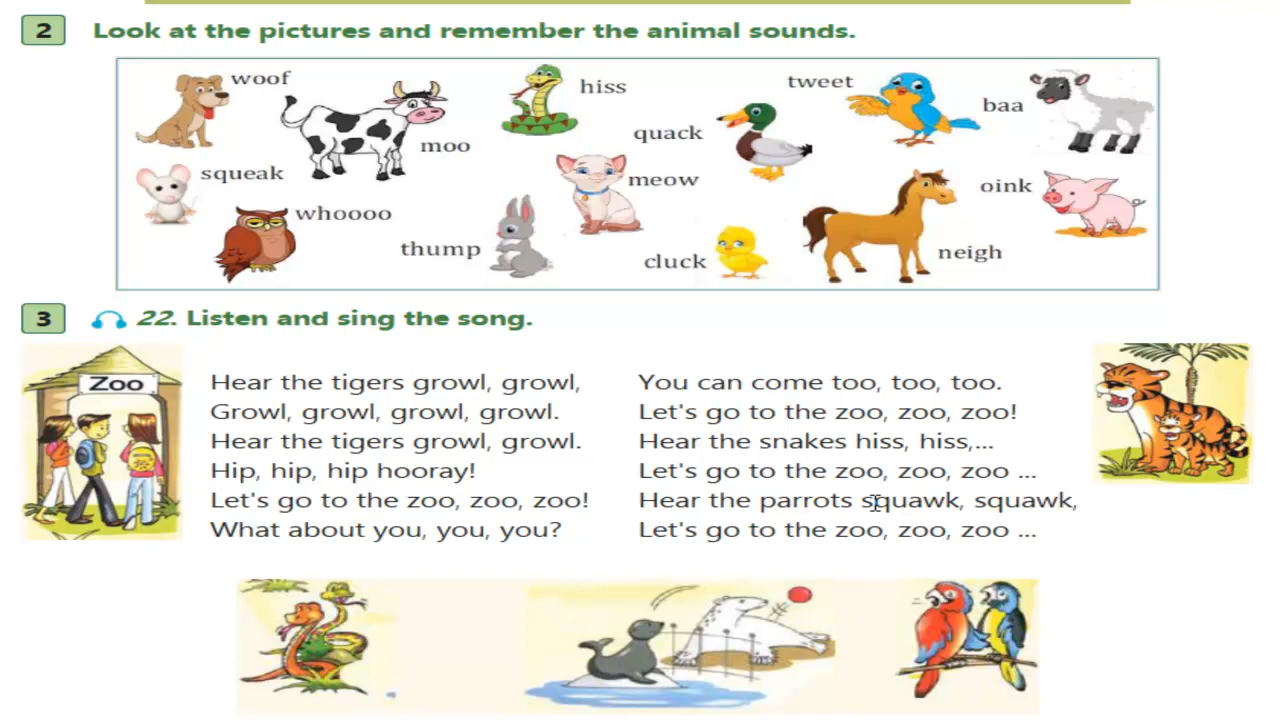 2 Look at the pictures and remember the animal sounds.
woof
hiss
tweet
baa
quack
moo
squeak
meow
oink
whoooo
thump
cluck
neigh
3 22. Listen and sing the song.
Zoo
Hear the tigers growl, growl,
Growl, growl, growl, growl.
Hear the tigers growl, growl.
Hip, hip, hip hooray!
Let's go to the zoo, zoo, zoo!
What about you, you, you?
You can come too, too, too.
Let's go to the zoo, zoo, zoo!
Hear the snakes hiss, hiss,...
Let's go to the zoo, zoo, zoo ...
Hear the parrots squawk, squawk,
Let's go to the zoo, zoo, zoo ...